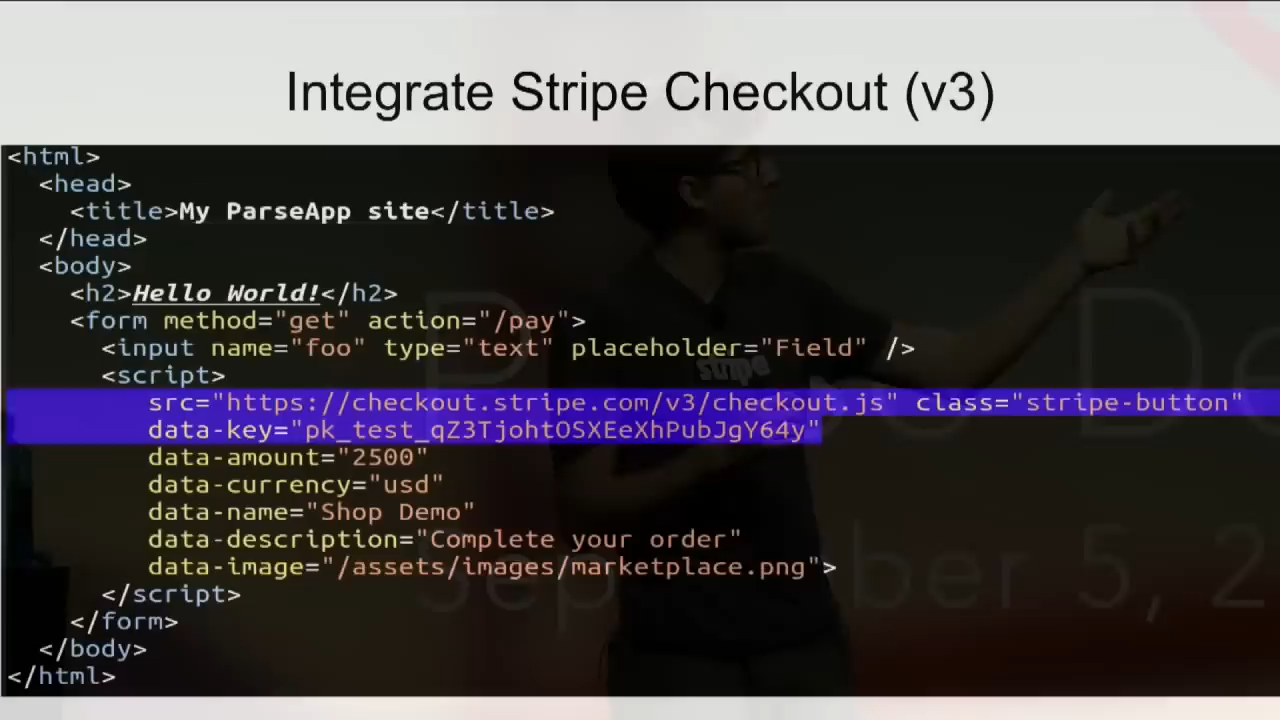 Integrate Stripe Checkout (v3)
<html>
<head>
<title>My ParseApp site</title>
</head>
<body>
<h2>Hello World!</h2>
<form method="get" action="/pay">
<input name="foo" type="text" placeholder="Field" />
<script>
src="https://checkout.stripe.com/v3/checkout.js" class="stripe-button"
data-key="pk_test_qZ3TjohtOSXEeXhPubJgY64y"
data-amount="2500"
data-currency="usd"
data-name="Shop Demo"
data-description="Complete your order"
data-image="/assets/images/marketplace.png">
</script>
</form>
</body>
</html>
stripe